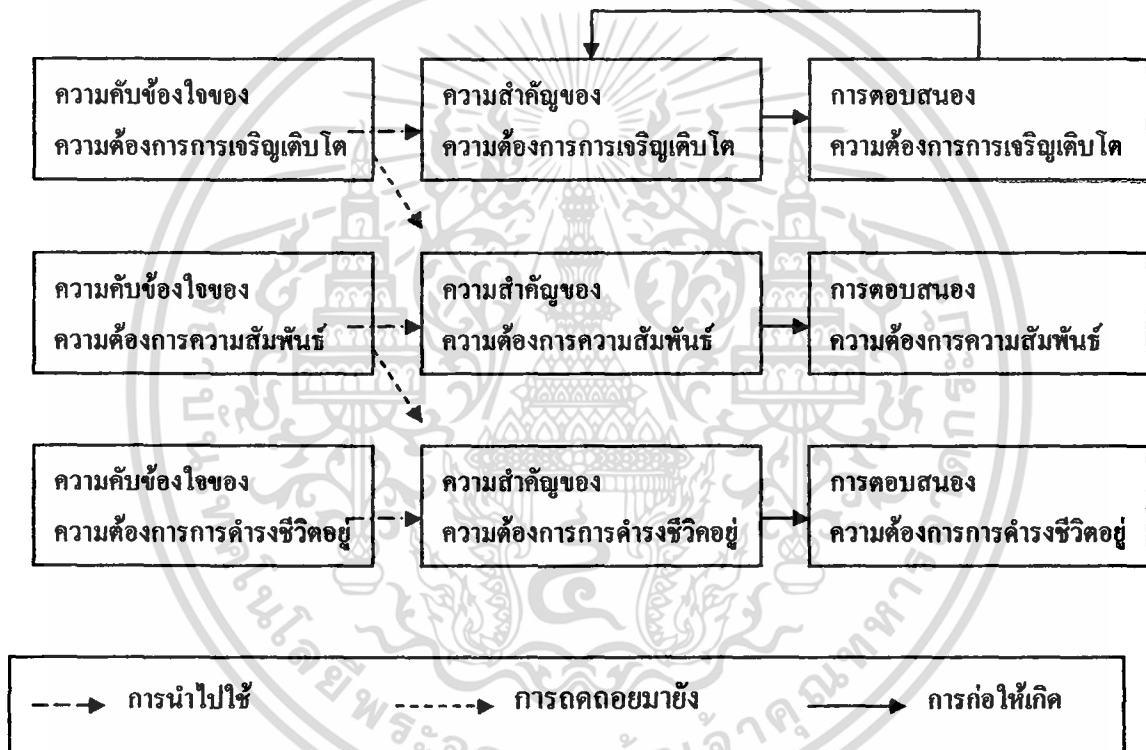 ความคับข้องใจของ
ความต้องการการเจริญเติบโต
ความสำคัญของ
ความต้องการการเจริญเติบโต
การตอบสนอง
ความต้องการการเจริญเติบโต
ความคับข้องใจของ
ความต้องการความสัมพันธ์
ความสำคัญของ
ความต้องการความสัมพันธ์
การตอบสนอง
ความต้องการความสัมพันธ์
ความคับข้องใจของ
ความต้องการการดำรงชีวิตอยู่
ความสำคัญของ
ความต้องการการดำรงชีวิตอยู่
การตอบสนอง
ความต้องการการดำรงชีวิตอยู่
การนำไปใช้
การถดถอยมายัง
การก่อให้เกิด